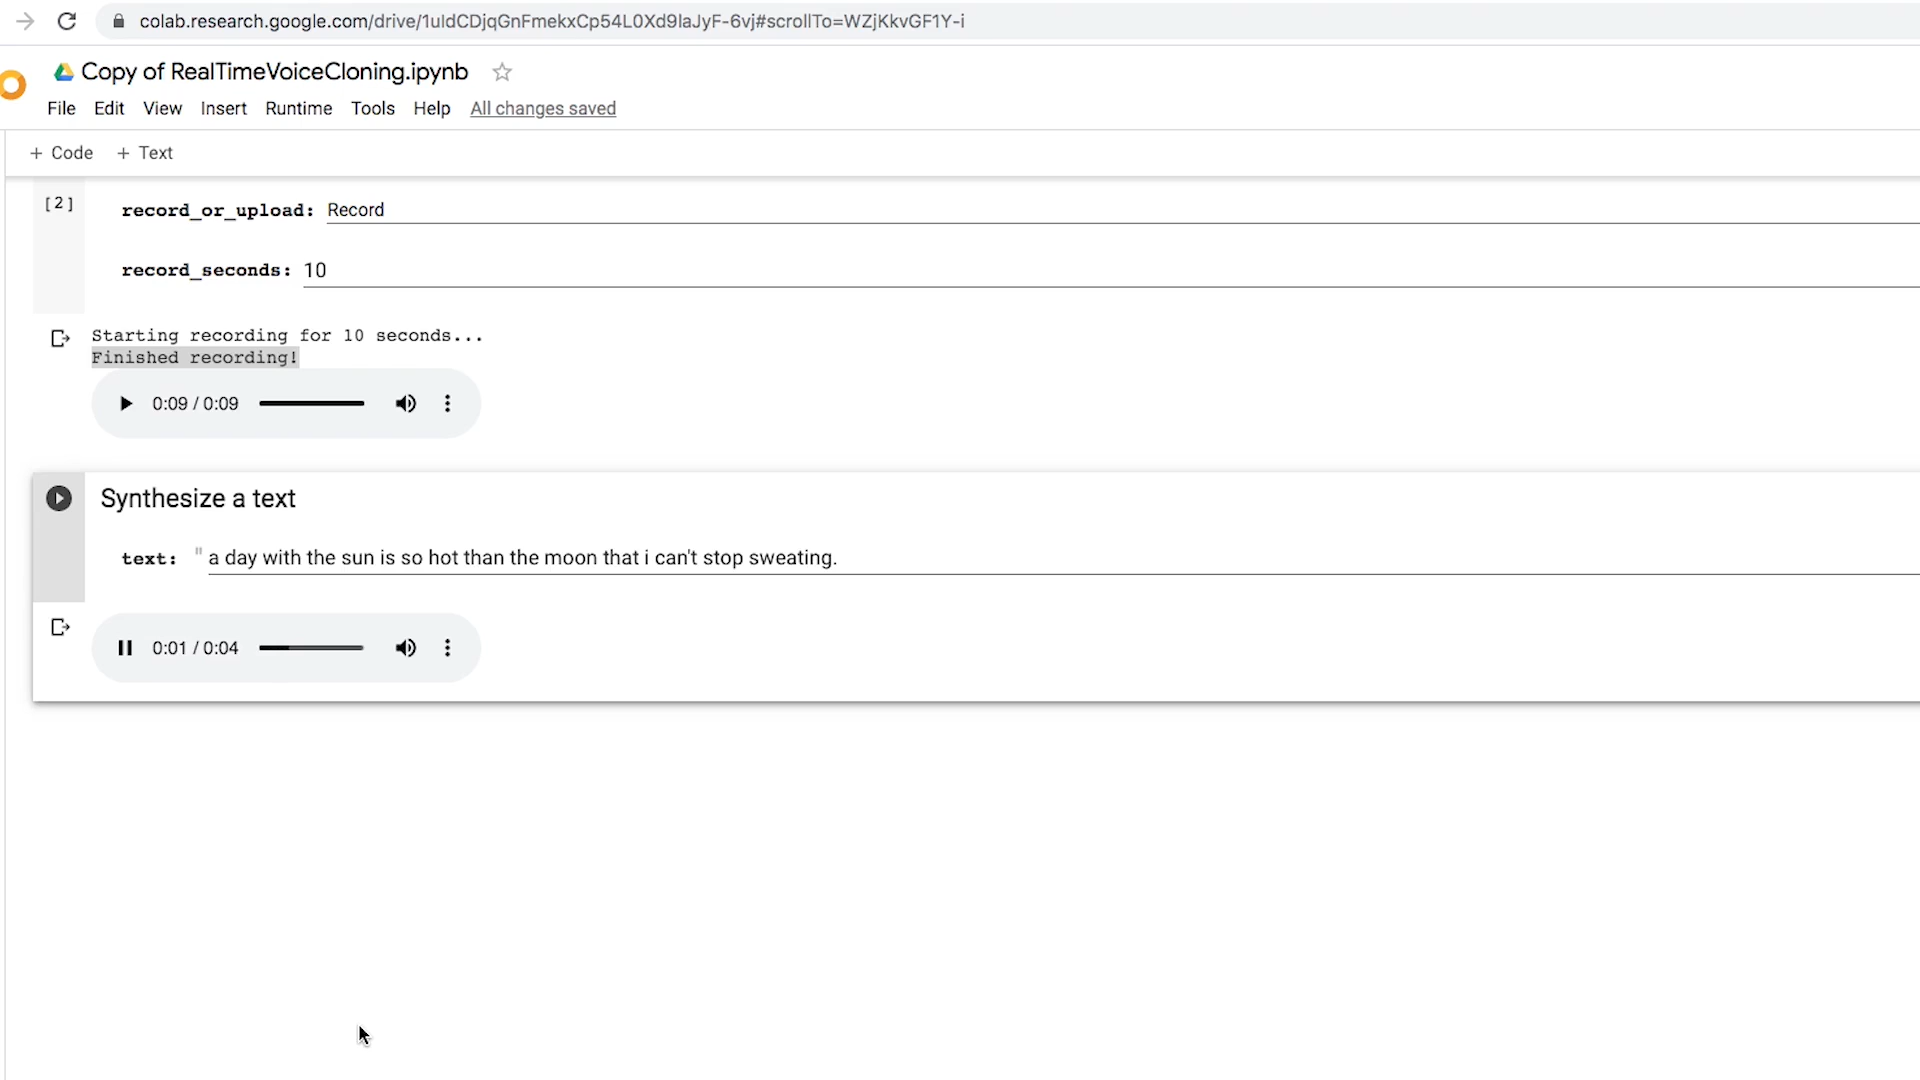 colab.research.google.com/drive/1uldCDjqGnFmekxCp54L0Xd9laJyF-6vj#scrollTo=WZjKkvGF1Y-i
Copy of RealTimeVoiceCloning.ipynb
File Edit View Insert Runtime Tools Help All changes saved
+ Code + Text
[2] record_or_upload: Record
record_seconds: 10
Starting recording for 10 seconds...
Finished recording!
0:09 / 0:09
Synthesize a text
text: " a day with the sun is so hot than the moon that i can't stop sweating.
0:01 / 0:04